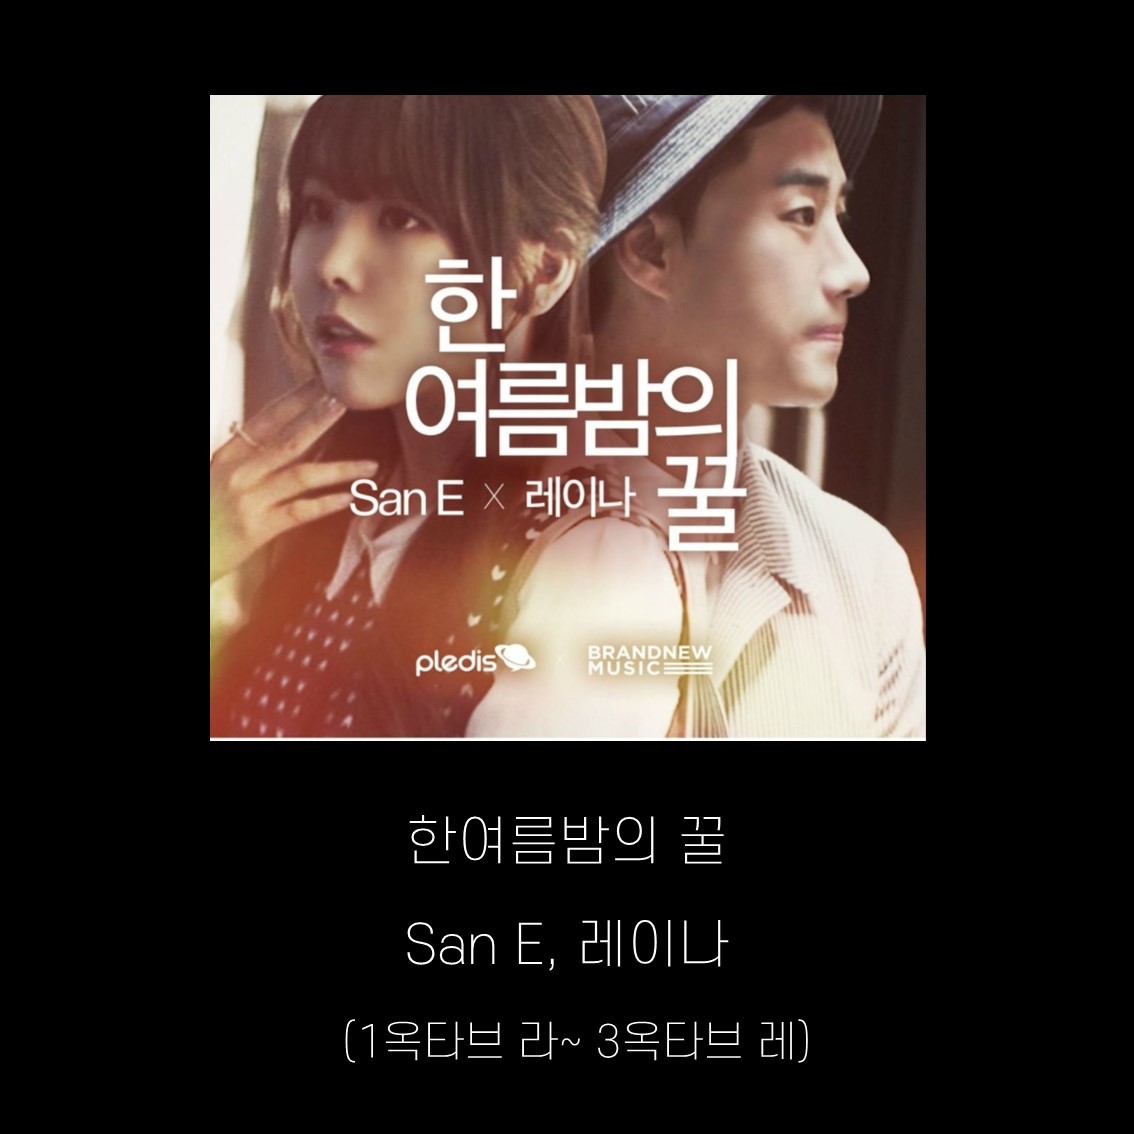 한
여름밤의
꿀
San E X 레이나
pledis x BRANDNEW
MUSIC
한여름밤의 꿀
San E, 레이나
(1옥타브 라~ 3옥타브 레)